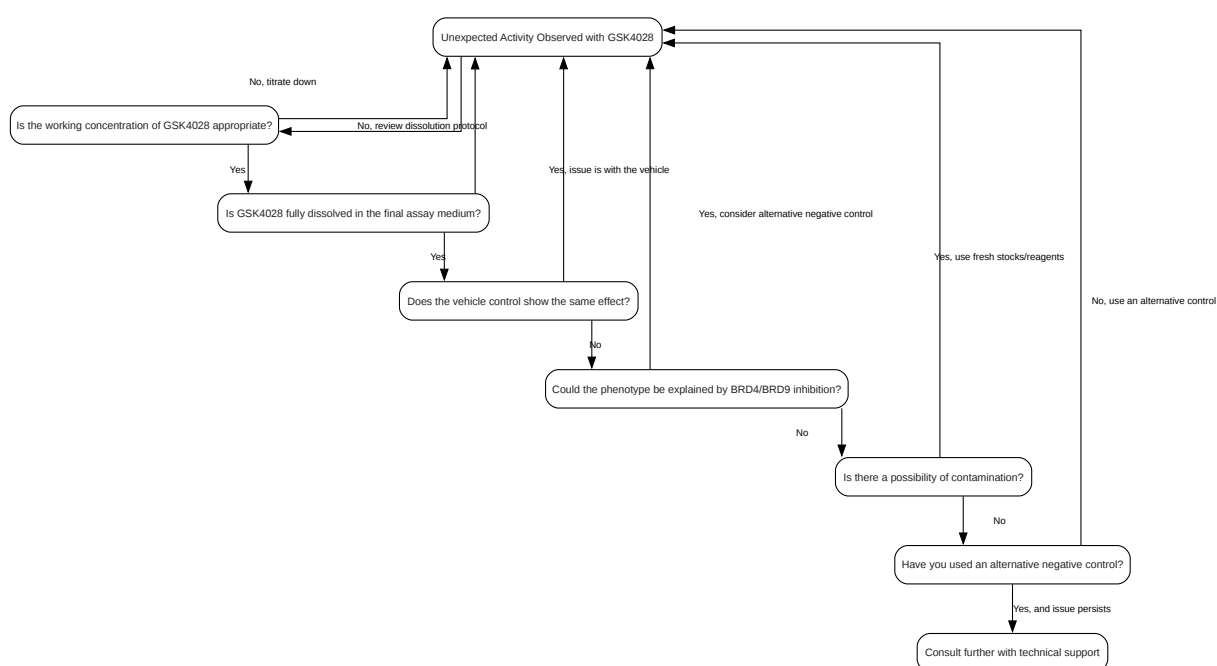 Unexpected Activity Observed with GSK4028
No, titrate down
Is the working concentration of GSK4028 appropriate?
No, review dissolution protocol
Yes
Yes, issue is with the vehicle
Is GSK4028 fully dissolved in the final assay medium?
Yes, consider alternative negative control
Yes
Yes, use fresh stocks/reagents
Does the vehicle control show the same effect?
No, use an alternative control
No
Could the phenotype be explained by BRD4/BRD9 inhibition?
No
Is there a possibility of contamination?
No
Have you used an alternative negative control?
Yes, and issue persists
Consult further with technical support